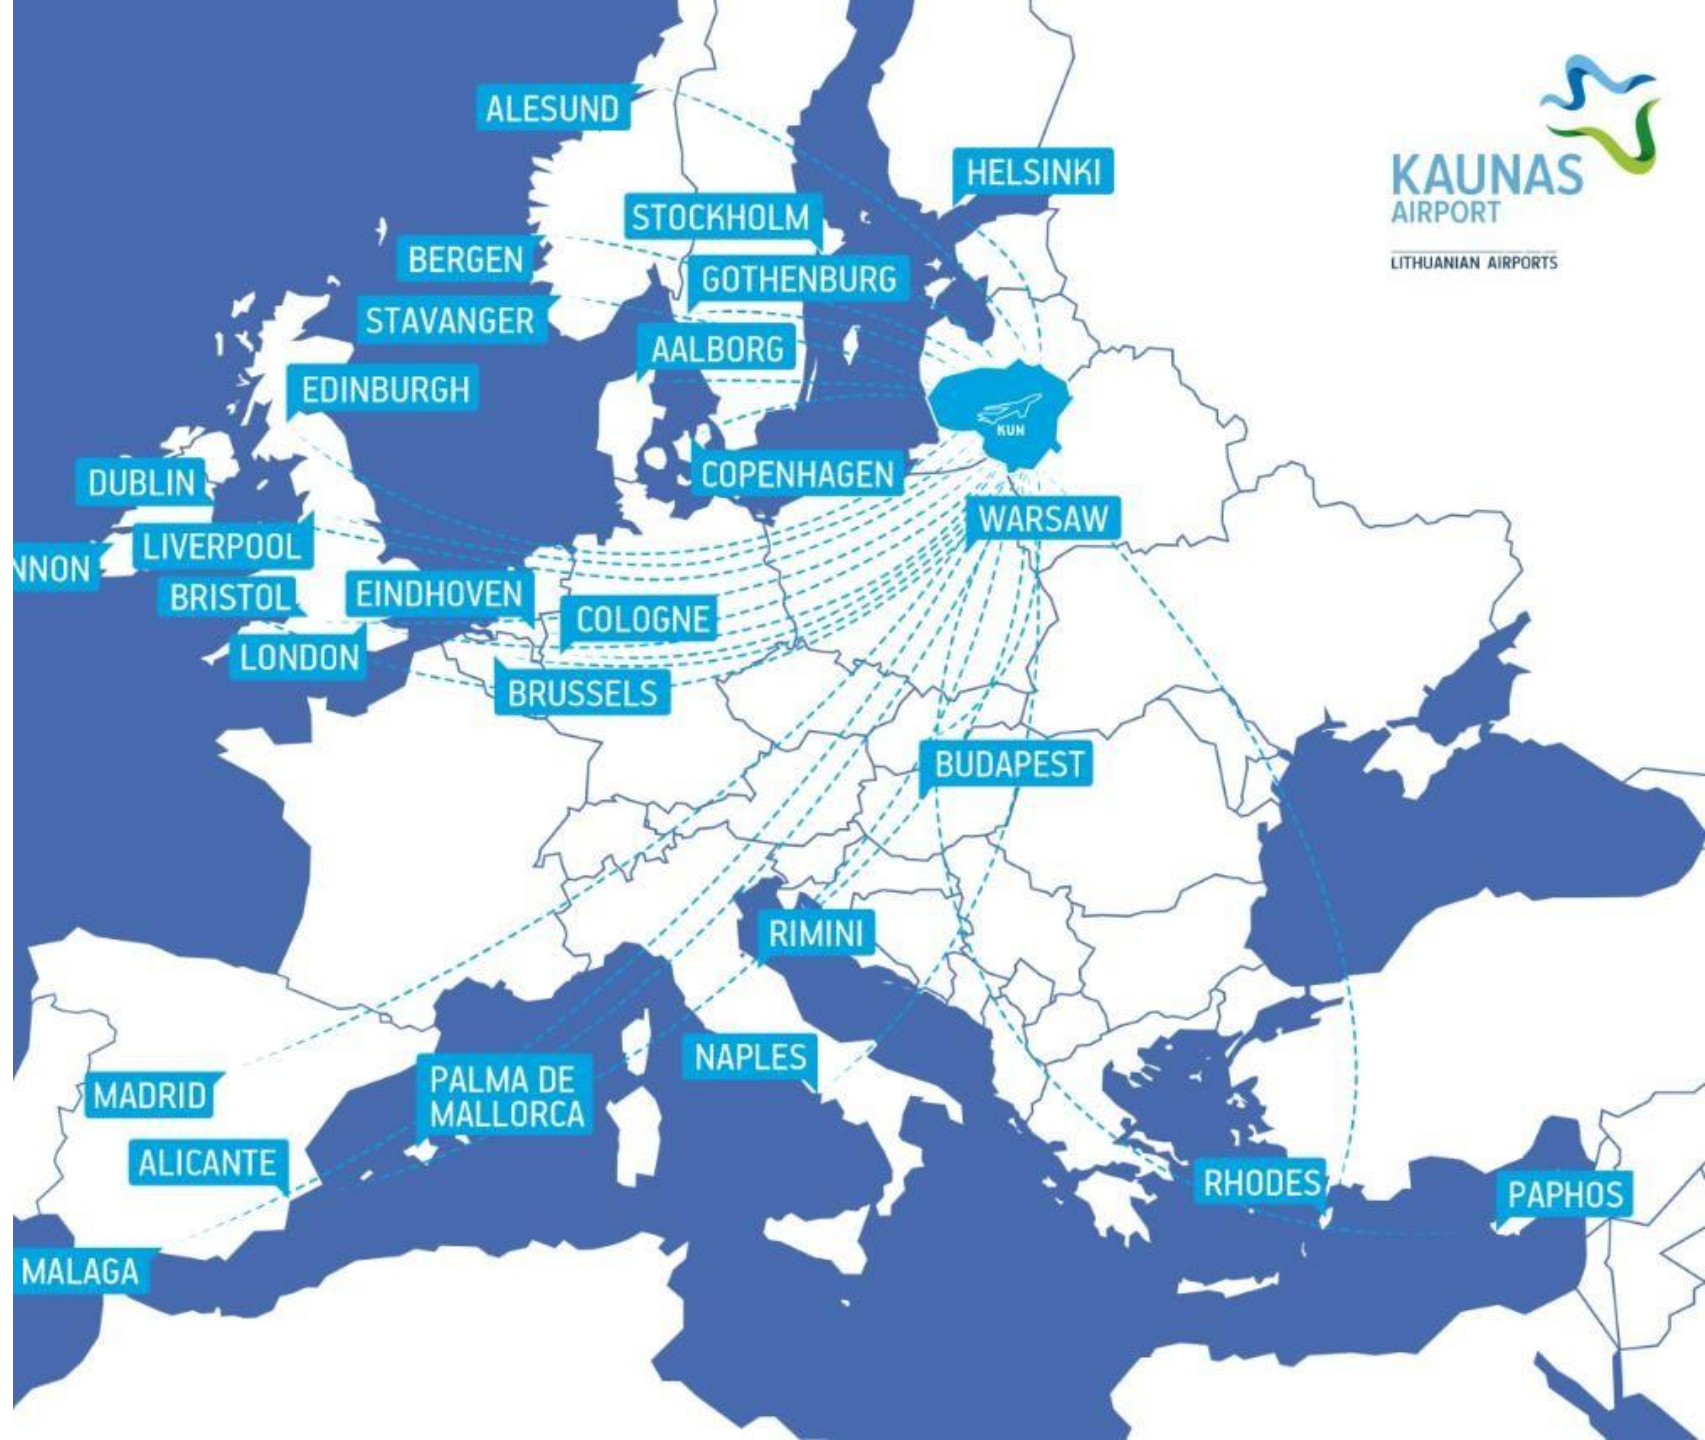 ALESUND
HELSINKI
KAUNAS
AIRPORT
LITHUANIAN AIRPORTS
STOCKHOLM
BERGEN
GOTHENBURG
STAVANGER
AALBORG
EDINBURGH
KUN
COPENHAGEN
DUBLIN
WARSAW
LIVERPOOL
NNON
BRISTOL
EINDHOVEN
COLOGNE
LONDON
BRUSSELS
BUDAPEST
RIMINI
NAPLES
PALMA DE
MALLORCA
MADRID
ALICANTE
RHODES
PAPHOS
MALAGA